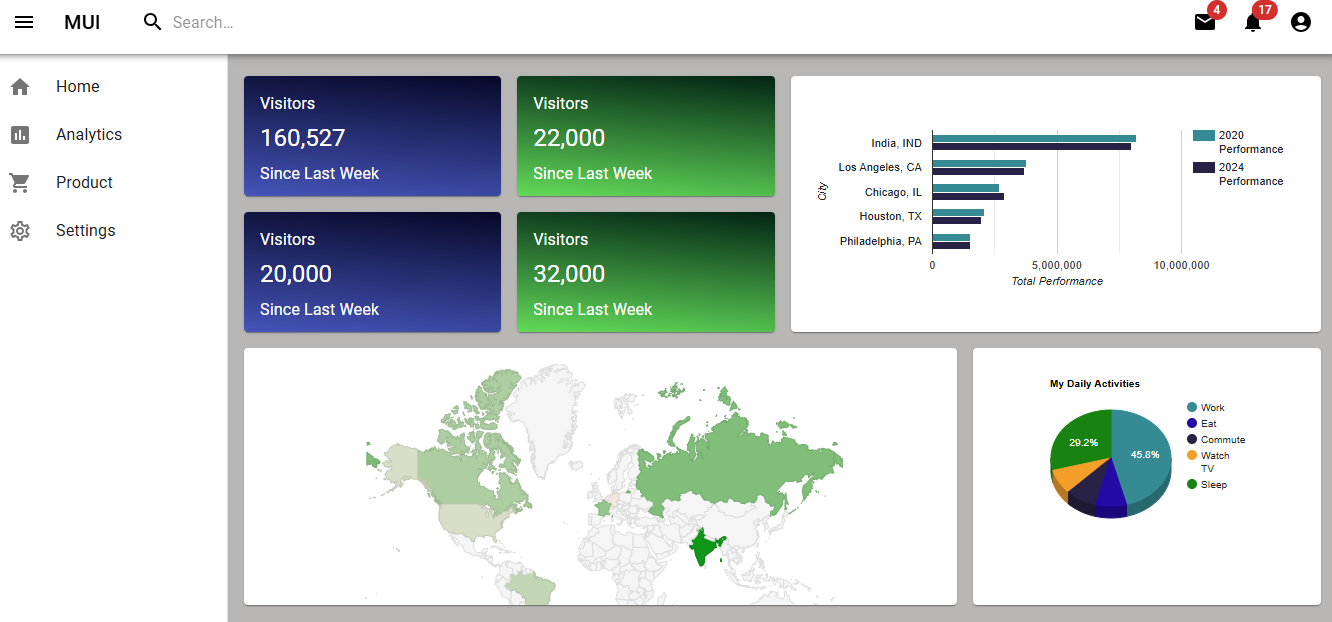 MUI
Search…
4
17
Home
Analytics
Product
Settings
Visitors
160,527
Since Last Week
Visitors
22,000
Since Last Week
Visitors
20,000
Since Last Week
Visitors
32,000
Since Last Week
City
India, IND
Los Angeles, CA
Chicago, IL
Houston, TX
Philadelphia, PA
0
5,000,000
10,000,000
Total Performance
2020
Performance
2024
Performance
My Daily Activities
29.2%
45.8%
Work
Eat
Commute
Watch
TV
Sleep